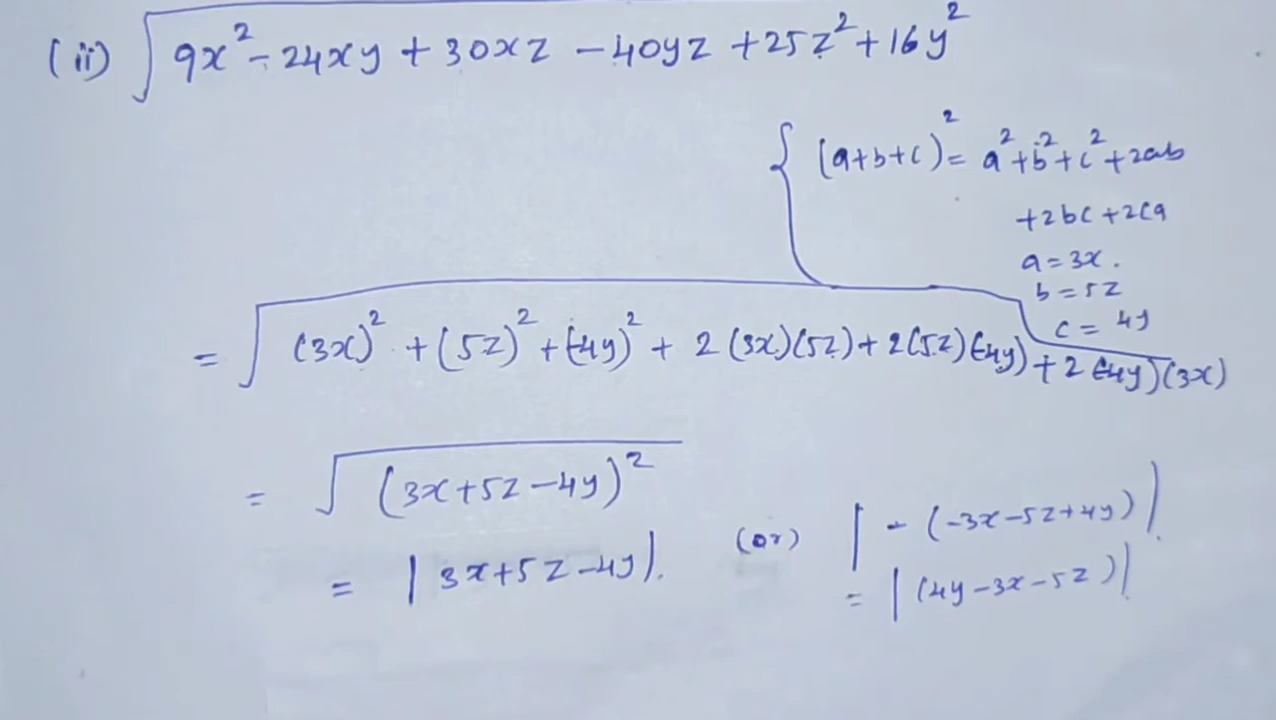 (ii) √(9x² - 24xy + 30xz - 40yz + 25z² + 16y²)
{ (a+b+c)² = a²+b²+c²+2ab
+2bc+2ca
a = 3x.
b = 5z
c = 4y
= √((3x)² + (5z)² + (-4y)² + 2(3x)(5z) + 2(5z)(-4y) + 2(-4y)(3x))
= √((3x+5z-4y)²)
= |3x+5z-4y|. (or) |-(-3x-5z+4y)|
= |(4y-3x-5z)|